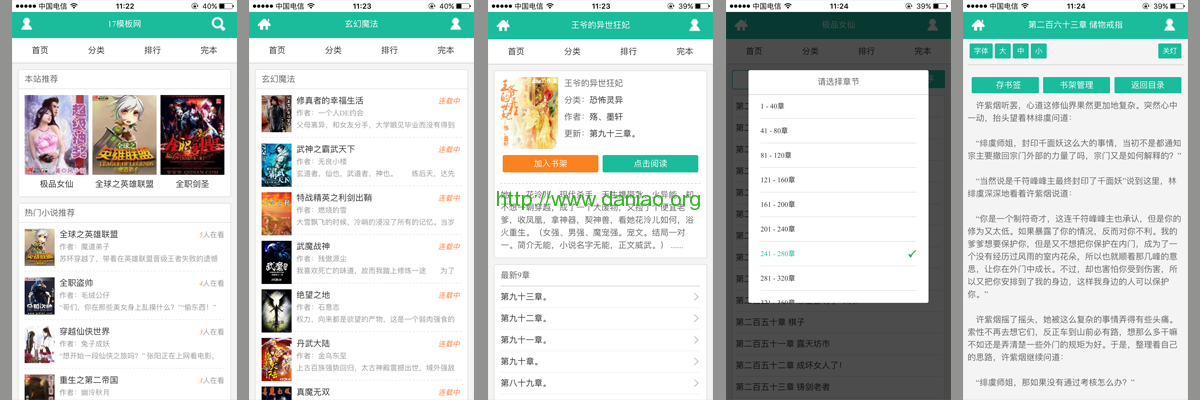 中国电信
11:22
40%
17模板网
首页
分类
排行
完本
本站推荐
极品女仙
全球之英雄联盟
全职剑圣
热门小说推荐
全球之英雄联盟
5人在看
作者：魔道弟子
苏环穿越了，带着在英雄联盟晋级王者失败的遗憾
全职盗帅
4人在看
作者：毛绒公仔
“哥们，你在那些美女身上乱摸什么？”“偷东西！”
穿越仙侠世界
3人在看
作者：兔子成妖
“想开始一段仙侠之旅吗？”张阳正在上网看电影，
重生之第二帝国
3人在看
作者：幽泠秋月
中国电信
11:23
40%
玄幻魔法
首页
分类
排行
完本
玄幻魔法
修真者的幸福生活
连载中
作者：一个人DE约会
父母离异，和女友分手，大学眼见毕业而没有得到
武神之霸武天下
连载中
作者：无良小楼
玄道者，仙也、武道者、神也。 练后天、达先
特战精英之利剑出鞘
连载中
作者：燃烧的雪
大雪飘飞的时候，冷峭的漫没了所有的记忆。当岁
武魔战神
连载中
作者：残傲源尘
我喜欢死亡的味道，故而我踏上修练一途 为了
绝望之地
连载中
作者：石意志
权力，向来都是欲望的产物，这是一个弱肉强食的
丹武大陆
连载中
作者：金乌东至
上古百族强势回归，太古神殿震撼出世，域外强敌
真魔无双
连载中
中国电信
11:23
39%
王爷的异世狂妃
首页
分类
排行
完本
王爷的异世狂妃
分类：恐怖灵异
作者：殇、墨轩
更新：第九十三章。
加入书架
点击阅读
http://www.daniao.org
爹，收凤凰，拿神器，契神兽，看她花泠儿如何，浴
火重生。（女强、男强、魔宠强。宠文。结局一对
一。简介无能，小说名字无能，正文威武。）……
最新9章
第九十三章。
第九十二章。
第九十一章。
第九十章。
第八十九章。
中国电信
11:24
39%
极品女仙
首页
分类
排行
完本
请选择章节
1 - 40章
41 - 80章
81 - 120章
121 - 160章
161 - 200章
201 - 240章
241 - 280章
281 - 320章
321 - 360章
第二百五十章 棋子
第二百五十一章 露天坊市
第二百五十二章 成坏女人了！
第二百五十三章 铸剑老者
中国电信
11:24
39%
第二百六十三章 储物戒指
字体
大
中
小
关灯
存书签
书架管理
返回目录
许紫烟听罢，心道这修仙界果然更加地复杂。突然心中
一动，抬头望着林绯虞问道：
“绯虞师姐，封印千面妖这么大的事情，当初不是都通知
宗主要撤回宗门外部的力量了吗，宗门又是如何解释的？”
“当然说是千符峰峰主最终封印了千面妖”说到这里，林
绯虞深深地看着许紫烟说道：
“你是一个制符奇才，这连千符峰峰主也承认，但是你的
修为又太低。如果暴露了你的情况，反而对你不利。我的
爹爹想要保护你，但是又不想把你保护在内门，成为了一
个没有经历过风雨的室内花朵，所以也就顺着那几峰的意
思，让你在外门中成长。不过，却也害怕你受到伤害，所
以又把你安排到了我的身边，这样我身边的人可以保护
你。”
许紫烟摇了摇头，她被这么复杂的事情弄得有些头痛。
索性不再去想它们，反正车到山前必有路，想那么多干嘛
不如还是弄清楚一些外门的规矩为好。于是，整理看自己
的思路，许紫烟继续问道：
“绯虞师姐，那如果没有通过考核怎么办？”